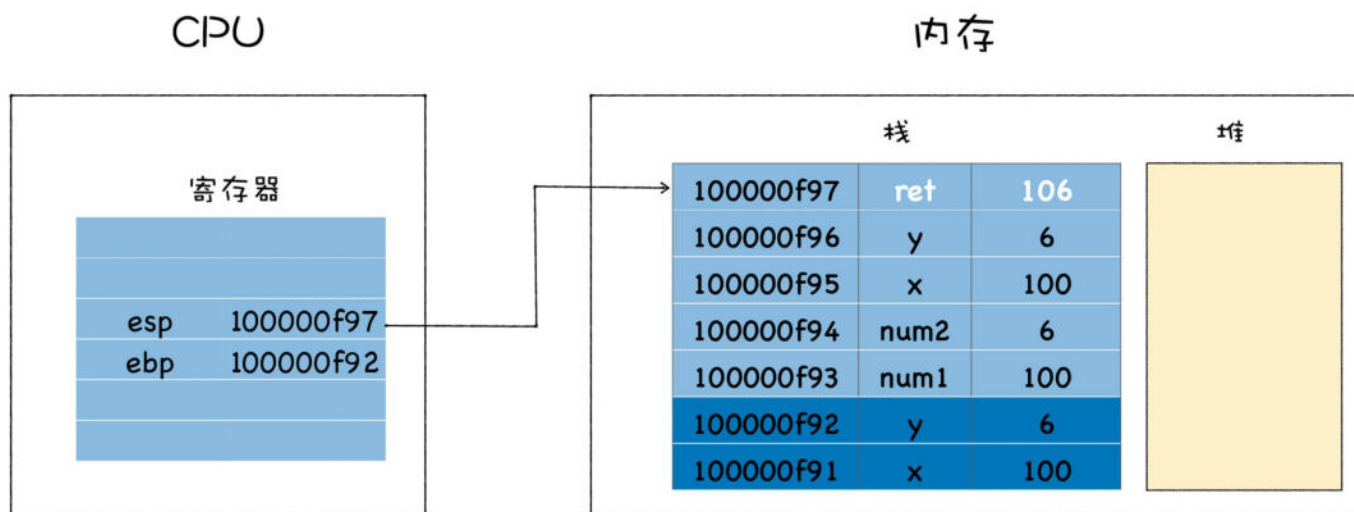 CPU
内存
寄存器
esp 100000f97
ebp 100000f92
栈
堆
100000f97 ret 106
100000f96 y 6
100000f95 x 100
100000f94 num2 6
100000f93 num1 100
100000f92 y 6
100000f91 x 100